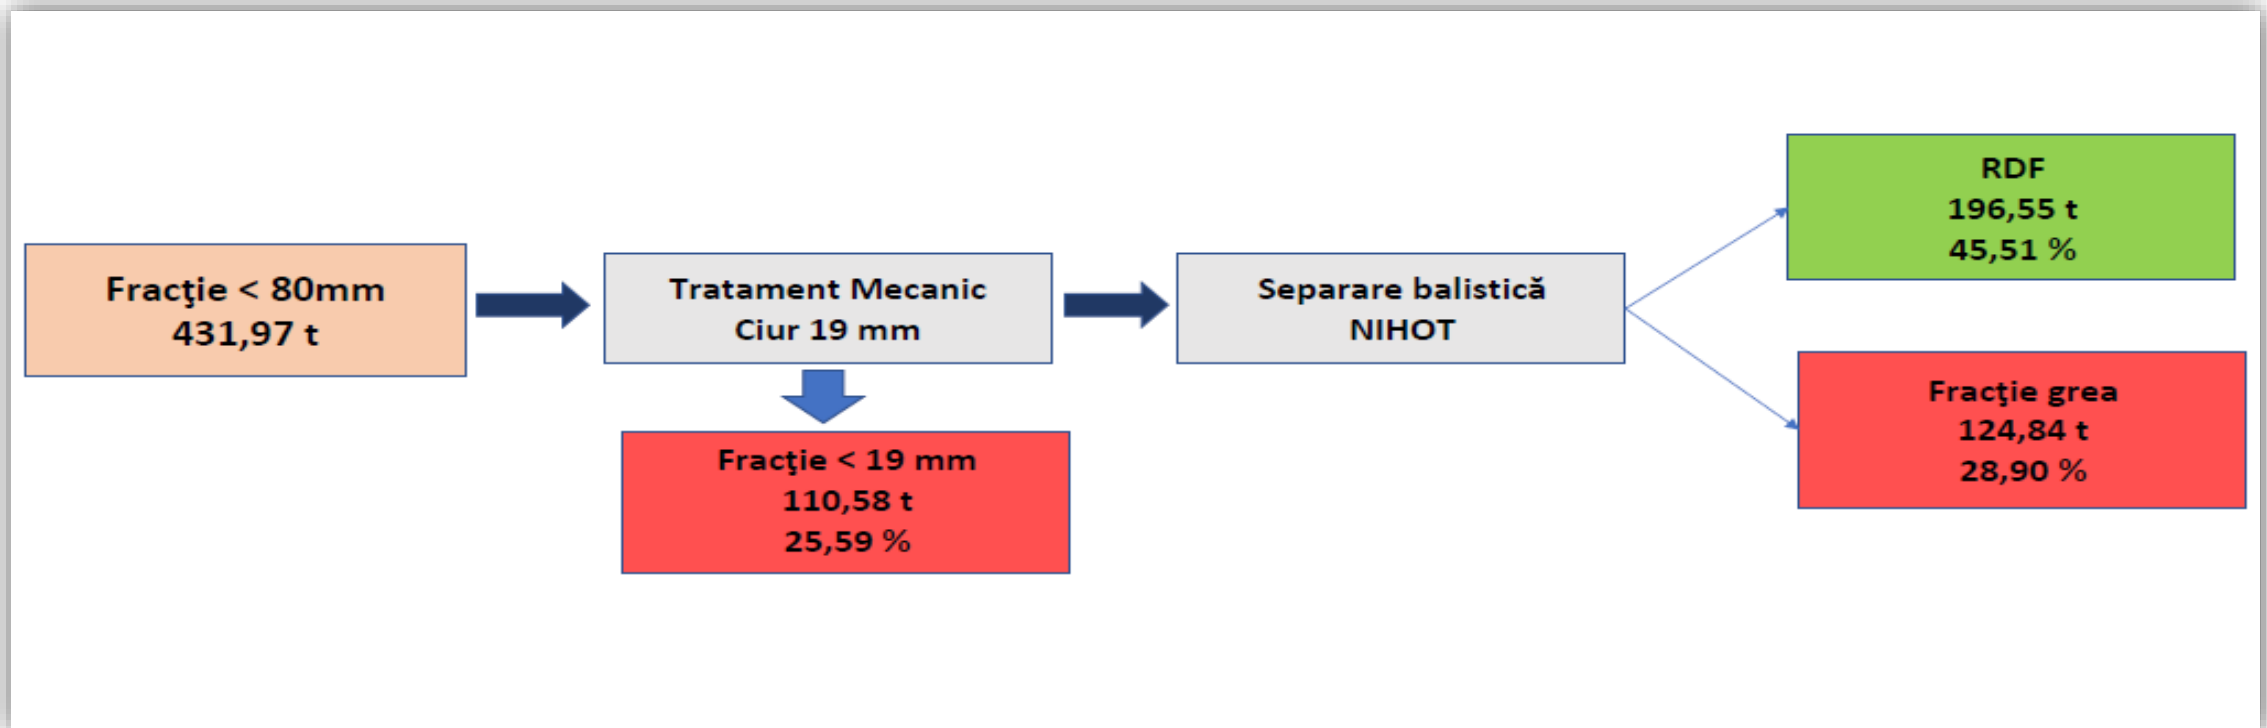 Fracţie < 80mm
431,97 t
Tratament Mecanic
Ciur 19 mm
Fracţie < 19 mm
110,58 t
25,59 %
Separare balistică
NIHOT
RDF
196,55 t
45,51 %
Fracţie grea
124,84 t
28,90 %